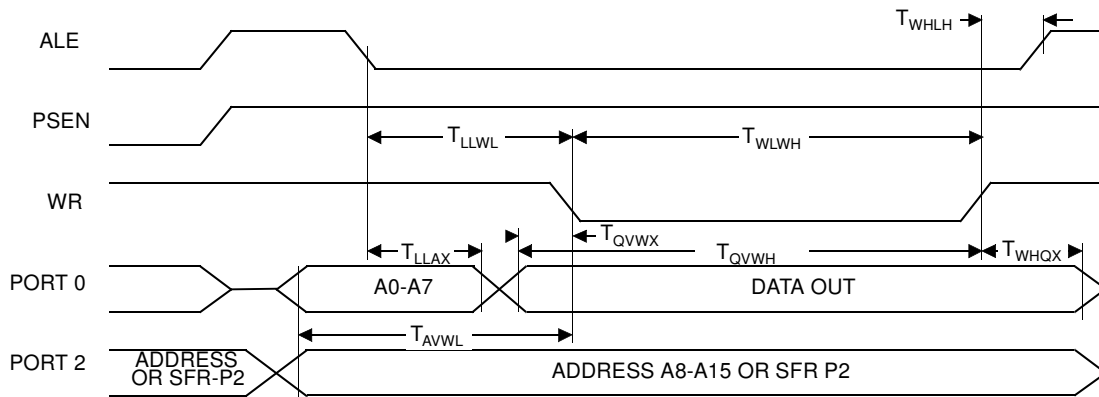 T_WHLH
ALE
PSEN
T_LLWL
T_WLWH
WR
T_QVWX
T_LLAX
T_QVWH
T_WHQX
PORT 0
A0-A7
DATA OUT
T_AVWL
PORT 2
ADDRESS
OR SFR-P2
ADDRESS A8-A15 OR SFR P2